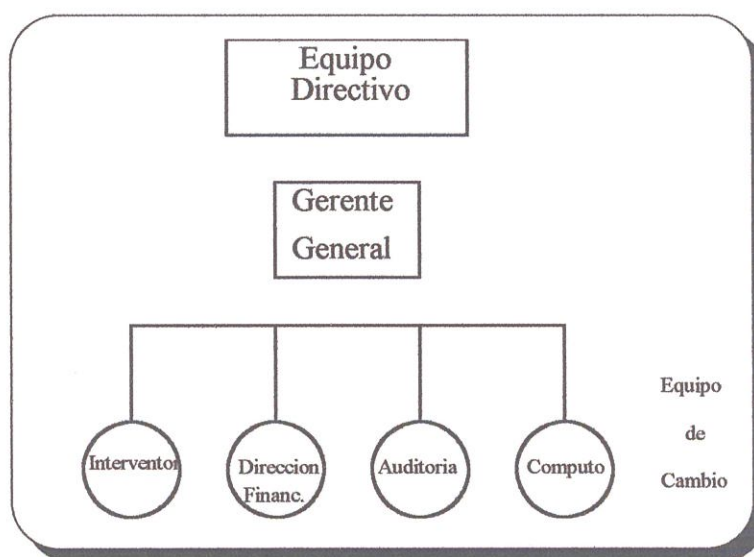 Equipo
Directivo
Gerente
General
Interventor
Direccion
Financ.
Auditoria
Computo
Equipo
de
Cambio